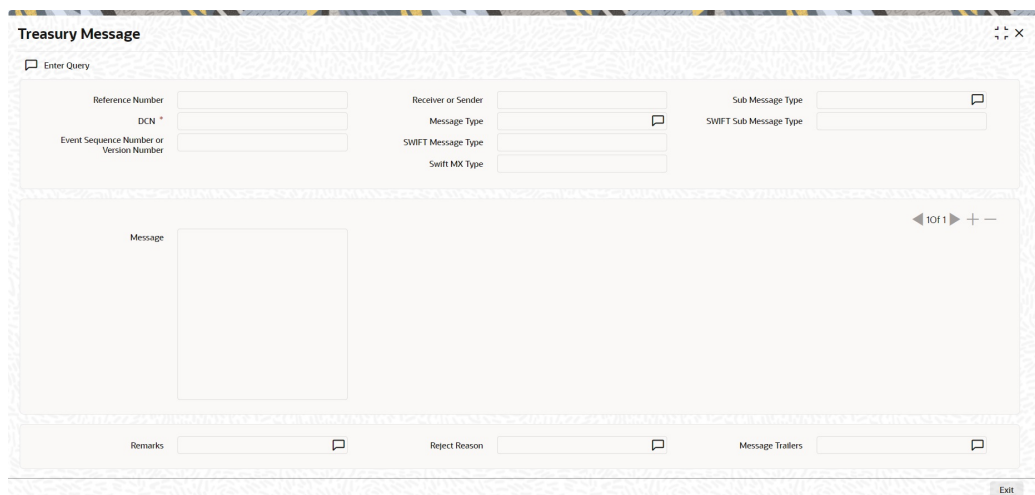 Treasury Message
Enter Query
Reference Number
Receiver or Sender
Sub Message Type
DCN *
Message Type
SWIFT Sub Message Type
Event Sequence Number or
Version Number
SWIFT Message Type
Swift MX Type
1Of 1
Message
Remarks
Reject Reason
Message Trailers
Exit